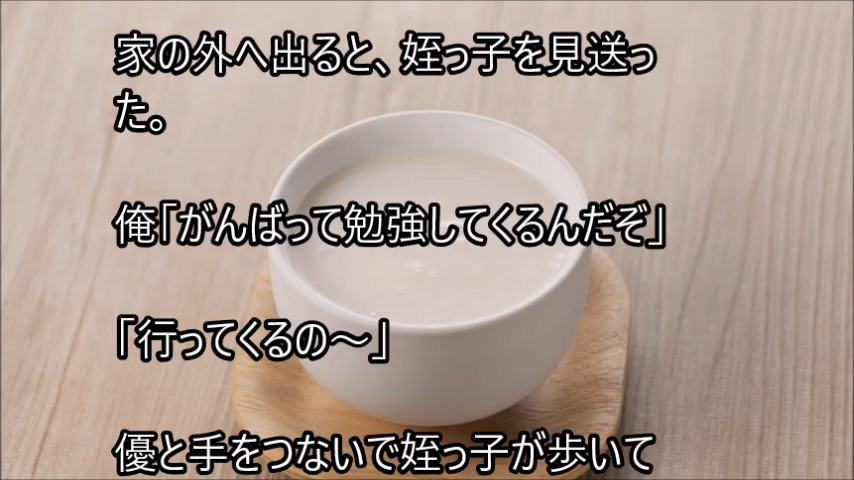 家の外へ出ると、姪っ子を見送っ
た。
俺「がんばって勉強してくるんだぞ」
「行ってくるの～」
優と手をつないで姪っ子が歩いて